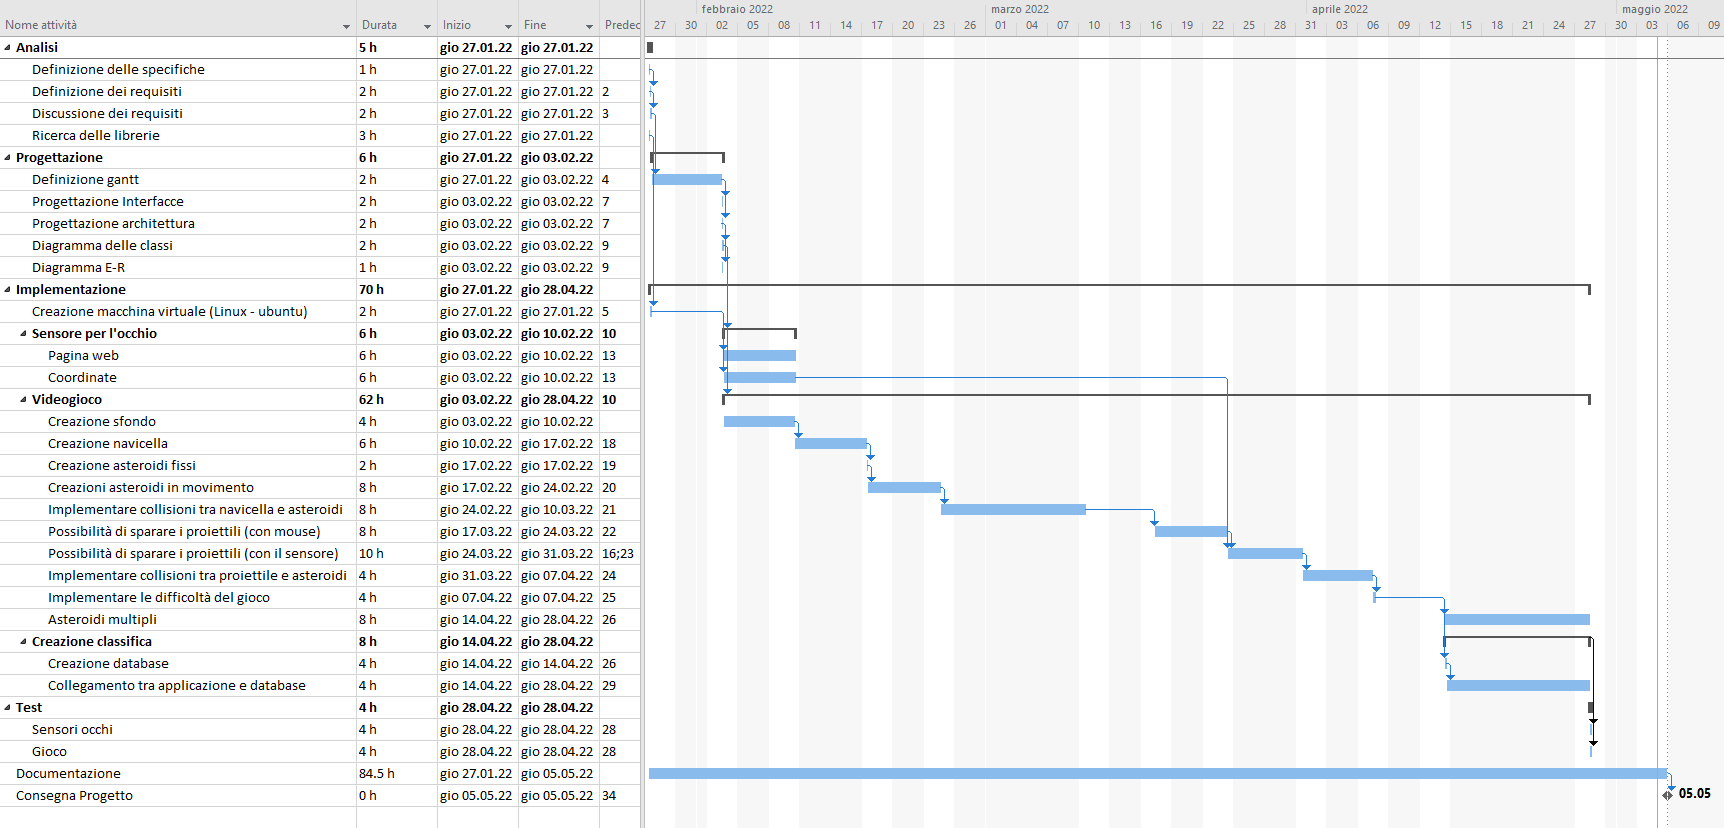 febbraio 2022 marzo 2022 aprile 2022 maggio 2022
Nome attività Durata Inizio Fine Predec 27 30 02 05 08 11 14 17 20 23 26 01 04 07 10 13 16 19 22 25 28 31 03 06 09 12 15 18 21 24 27 30 03 06 09
Analisi 5 h gio 27.01.22 gio 27.01.22
Definizione delle specifiche 1 h gio 27.01.22 gio 27.01.22
Definizione dei requisiti 2 h gio 27.01.22 gio 27.01.22 2
Discussione dei requisiti 2 h gio 27.01.22 gio 27.01.22 3
Ricerca delle librerie 3 h gio 27.01.22 gio 27.01.22
Progettazione 6 h gio 27.01.22 gio 03.02.22
Definizione gantt 2 h gio 27.01.22 gio 03.02.22 4
Progettazione Interfacce 2 h gio 03.02.22 gio 03.02.22 7
Progettazione architettura 2 h gio 03.02.22 gio 03.02.22 7
Diagramma delle classi 2 h gio 03.02.22 gio 03.02.22 9
Diagramma E-R 1 h gio 03.02.22 gio 03.02.22 9
Implementazione 70 h gio 27.01.22 gio 28.04.22
Creazione macchina virtuale (Linux - ubuntu) 2 h gio 27.01.22 gio 27.01.22 5
Sensore per l'occhio 6 h gio 03.02.22 gio 10.02.22 10
Pagina web 6 h gio 03.02.22 gio 10.02.22 13
Coordinate 6 h gio 03.02.22 gio 10.02.22 13
Videogioco 62 h gio 03.02.22 gio 28.04.22 10
Creazione sfondo 4 h gio 03.02.22 gio 10.02.22
Creazione navicella 6 h gio 10.02.22 gio 17.02.22 18
Creazione asteroidi fissi 2 h gio 17.02.22 gio 17.02.22 19
Creazioni asteroidi in movimento 8 h gio 17.02.22 gio 24.02.22 20
Implementare collisioni tra navicella e asteroidi 8 h gio 24.02.22 gio 10.03.22 21
Possibilità di sparare i proiettili (con mouse) 8 h gio 17.03.22 gio 24.03.22 22
Possibilità di sparare i proiettili (con il sensore) 10 h gio 24.03.22 gio 31.03.22 16;23
Implementare collisioni tra proiettile e asteroidi 4 h gio 31.03.22 gio 07.04.22 24
Implementare le difficoltà del gioco 4 h gio 07.04.22 gio 07.04.22 25
Asteroidi multipli 8 h gio 14.04.22 gio 28.04.22 26
Creazione classifica 8 h gio 14.04.22 gio 28.04.22
Creazione database 4 h gio 14.04.22 gio 14.04.22 26
Collegamento tra applicazione e database 4 h gio 14.04.22 gio 28.04.22 29
Test 4 h gio 28.04.22 gio 28.04.22
Sensori occhi 4 h gio 28.04.22 gio 28.04.22 28
Gioco 4 h gio 28.04.22 gio 28.04.22 28
Documentazione 84.5 h gio 27.01.22 gio 05.05.22
Consegna Progetto 0 h gio 05.05.22 gio 05.05.22 34 05.05